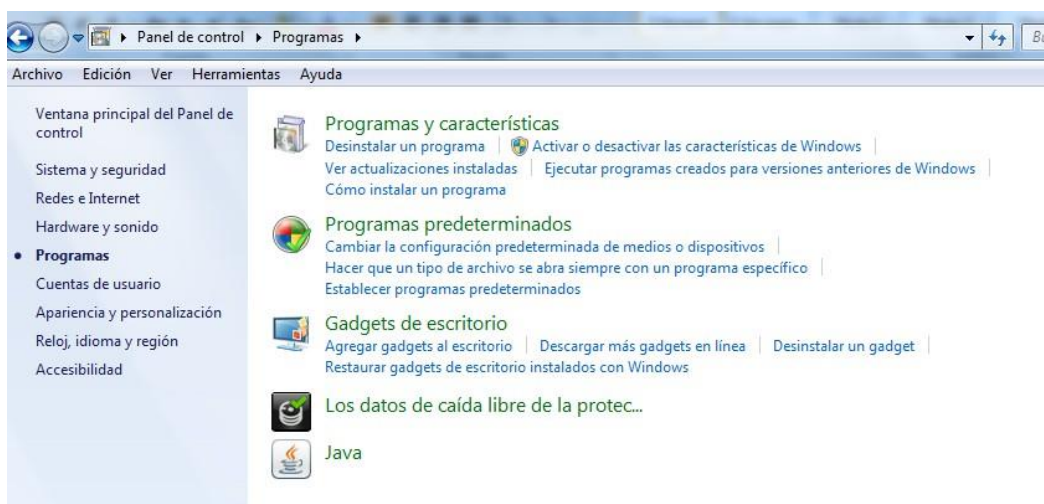 Panel de control Programas
Archivo Edición Ver Herramientas Ayuda
Ventana principal del Panel de
control
Sistema y seguridad
Redes e Internet
Hardware y sonido
Programas
Cuentas de usuario
Apariencia y personalización
Reloj, idioma y región
Accesibilidad
Programas y características
Desinstalar un programa Activar o desactivar las características de Windows
Ver actualizaciones instaladas Ejecutar programas creados para versiones anteriores de Windows
Cómo instalar un programa
Programas predeterminados
Cambiar la configuración predeterminada de medios o dispositivos
Hacer que un tipo de archivo se abra siempre con un programa específico
Establecer programas predeterminados
Gadgets de escritorio
Agregar gadgets al escritorio Descargar más gadgets en línea Desinstalar un gadget
Restaurar gadgets de escritorio instalados con Windows
Los datos de caída libre de la protec...
Java